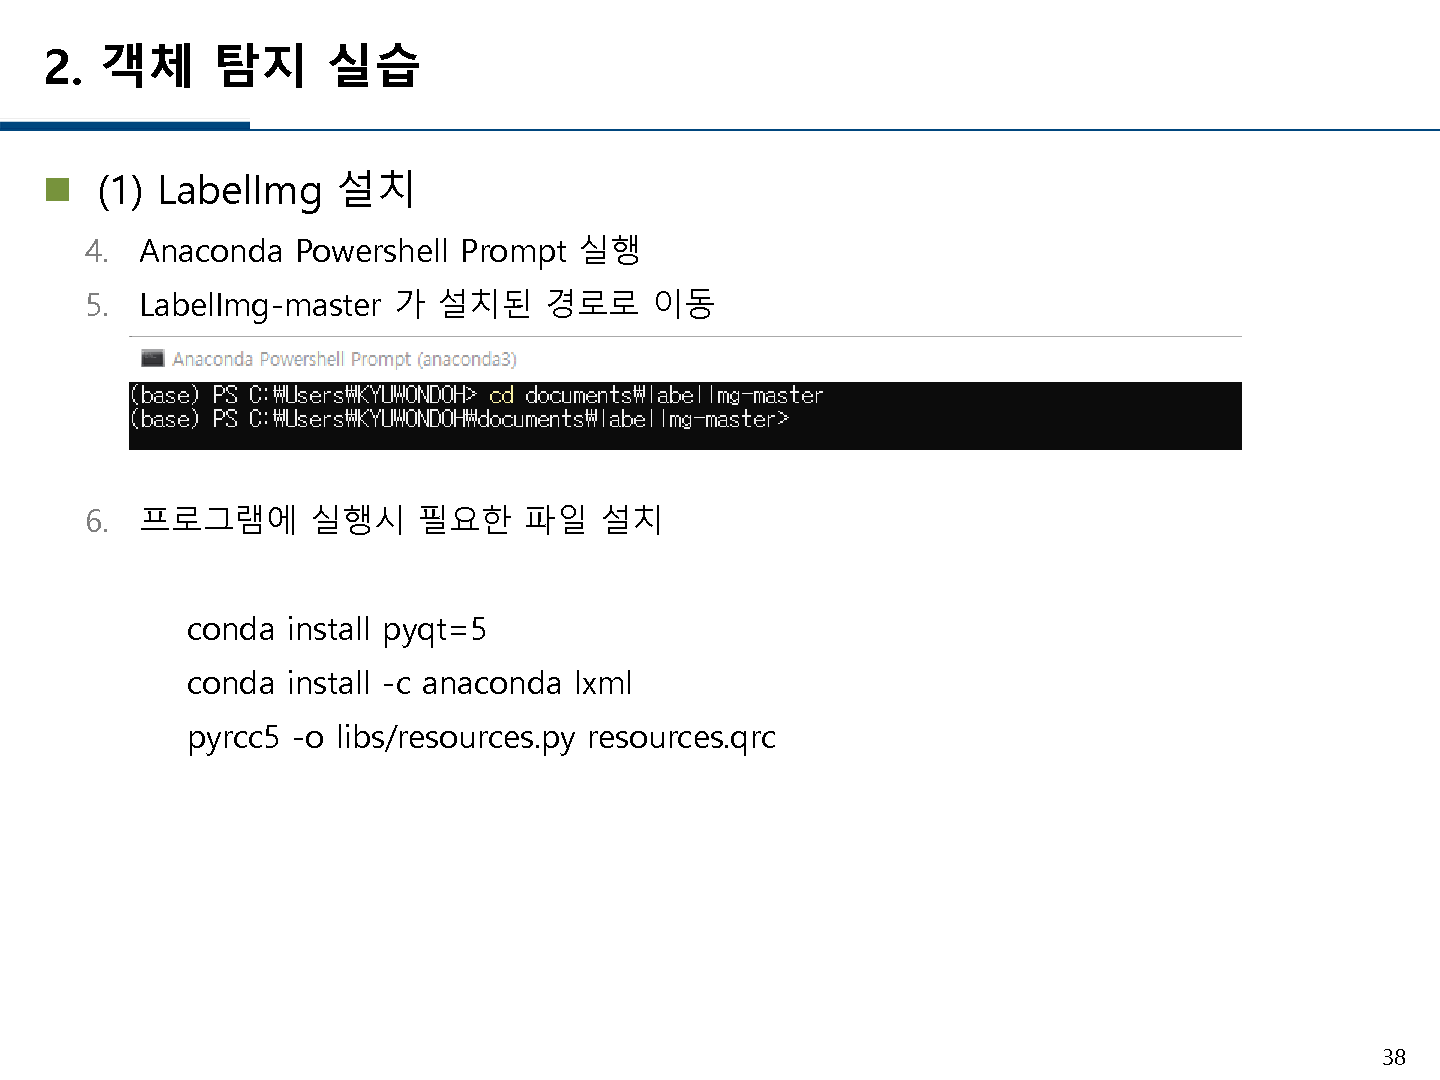 2. 객체 탐지 실습
(1) LabelImg 설치
4. Anaconda Powershell Prompt 실행
5. LabelImg-master 가 설치된 경로로 이동
Anaconda Powershell Prompt (anaconda3)
(base) PS C:₩Users₩KYUWONDOH> cd documents₩labelImg-master
(base) PS C:₩Users₩KYUWONDOH₩documents₩labelImg-master>
6. 프로그램에 실행시 필요한 파일 설치
conda install pyqt=5
conda install -c anaconda lxml
pyrcc5 -o libs/resources.py resources.qrc
38